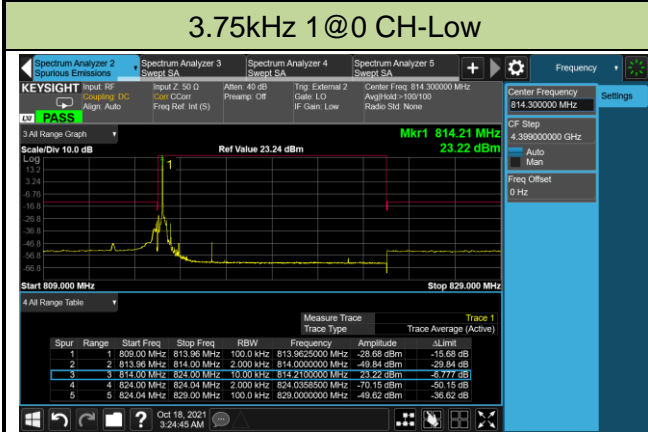 3.75kHz 1@0 CH-Low
Spectrum Analyzer 2
Spurious Emissions
Spectrum Analyzer 3
Swept SA
Spectrum Analyzer 4
Swept SA
Spectrum Analyzer 5
Swept SA
+
Frequency
KEYSIGHT
Input: RF
Coupling: DC
Align: Auto
Input Z: 50 Ω
Corr CCorr
Freq Ref: Int (S)
Atten: 40 dB
Preamp: Off
Trig: External 2
Gate: LO
IF Gain: Low
Center Freq: 814.300000 MHz
Avg|Hold:>100/100
Radio Std: None
LXI PASS
Center Frequency
814.300000 MHz
Settings
CF Step
4.399000000 GHz
Auto
Man
Freq Offset
0 Hz
3 All Range Graph
Mkr1 814.21 MHz
Scale/Div 10.0 dB
Ref Value 23.24 dBm
23.22 dBm
Log
1
13.2
3.24
-6.76
-16.8
-26.8
-36.8
-46.8
-56.8
-66.8
Start 809.000 MHz
Stop 829.000 MHz
4 All Range Table
Measure Trace Trace 1
Trace Type Trace Average (Active)
Spur Range Start Freq Stop Freq RBW Frequency Amplitude ΔLimit
1 1 809.00 MHz 813.96 MHz 100.0 kHz 813.9625000 MHz -28.68 dBm -15.68 dB
2 2 813.96 MHz 814.00 MHz 2.000 kHz 814.0000000 MHz -49.84 dBm -29.84 dB
3 3 814.00 MHz 824.00 MHz 10.00 kHz 814.2100000 MHz 23.22 dBm -6.777 dB
4 4 824.00 MHz 824.04 MHz 2.000 kHz 824.0358500 MHz -70.15 dBm -50.15 dB
5 5 824.04 MHz 829.00 MHz 100.0 kHz 829.0000000 MHz -49.62 dBm -36.62 dB
?
Oct 18, 2021
3:24:45 AM